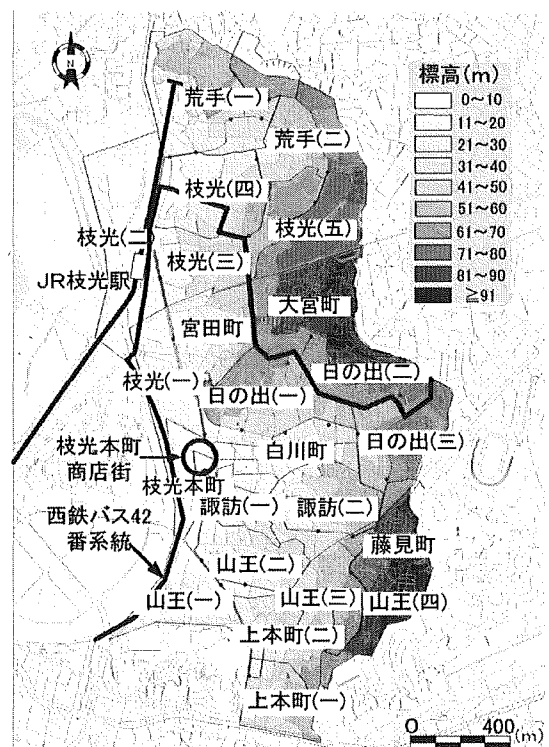 N
標高(m)
0～10
11～20
21～30
31～40
41～50
51～60
61～70
71～80
81～90
≧91
荒手(一)
荒手(二)
枝光(四)
枝光(五)
枝光(二
枝光(三)
JR枝光駅
大宮町
宮田町
枝光(一)
日の出(二)
日の出(一)
日の出(三)
枝光本町
商店街
白川町
枝光本町
諏訪(一)
諏訪(二)
西鉄バス42
番系統
藤見町
山王(二)
山王(一)
山王(三)
山王(四)
上本町(二)
上本町(一)
0 400(m)